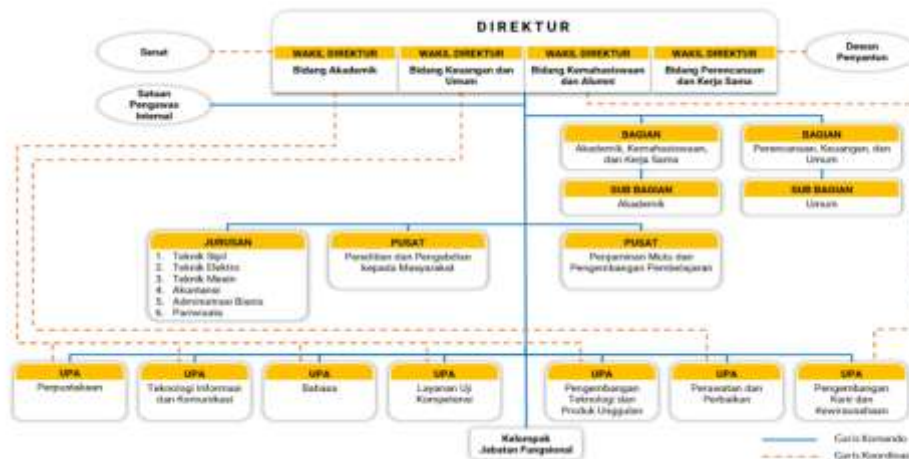 DIREKTUR
WAKIL DIREKTUR
Bidang Akademik
WAKIL DIREKTUR
Bidang Keuangan dan
Umum
WAKIL DIREKTUR
Bidang Kemahasiswaan
dan Alumni
WAKIL DIREKTUR
Bidang Perencanaan
dan Kerja Sama
Senat
Dewan
Penyantun
Satuan
Pengawas
Internal
BAGIAN
Akademik, Kemahasiswaan,
dan Kerja Sama
BAGIAN
Perencanaan, Keuangan, dan
Umum
SUB BAGIAN
Akademik
SUB BAGIAN
Umum
JURUSAN
1. Teknik Sipil
2. Teknik Elektro
3. Teknik Mesin
4. Akuntansi
5. Administrasi Bisnis
6. Pariwisata
PUSAT
Penelitian dan Pengabdian
kepada Masyarakat
PUSAT
Penjaminan Mutu dan
Pengembangan Pembelajaran
UPA
Perpustakaan
UPA
Teknologi Informasi
dan Komunikasi
UPA
Bahasa
UPA
Layanan Uji
Kompetensi
UPA
Pengembangan
Teknologi dan
Produk Unggulan
UPA
Perawatan dan
Perbaikan
UPA
Pengembangan
Karir dan
Kewirausahaan
Kelompok
Jabatan Fungsional
Garis Komando
Garis Koordinasi